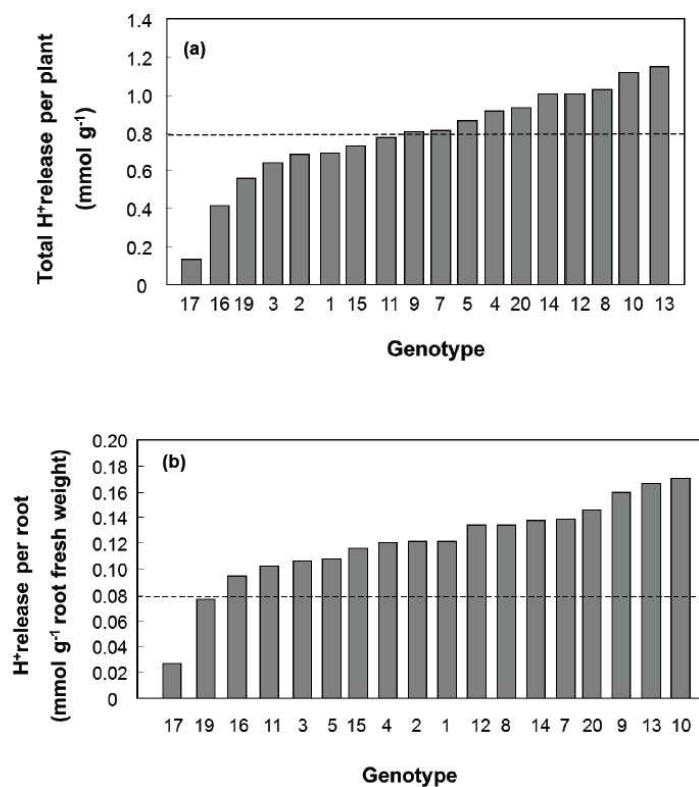 (a)
Total H⁺release per plant
(mmol g⁻¹)
1.4
1.2
1.0
0.8
0.6
0.4
0.2
0
17 16 19 3 2 1 15 11 9 7 5 4 20 14 12 8 10 13
Genotype
(b)
H⁺release per root
(mmol g⁻¹ root fresh weight)
0.20
0.18
0.16
0.14
0.12
0.10
0.08
0.06
0.04
0.02
0
17 19 16 11 3 5 15 4 2 1 12 8 14 7 20 9 13 10
Genotype